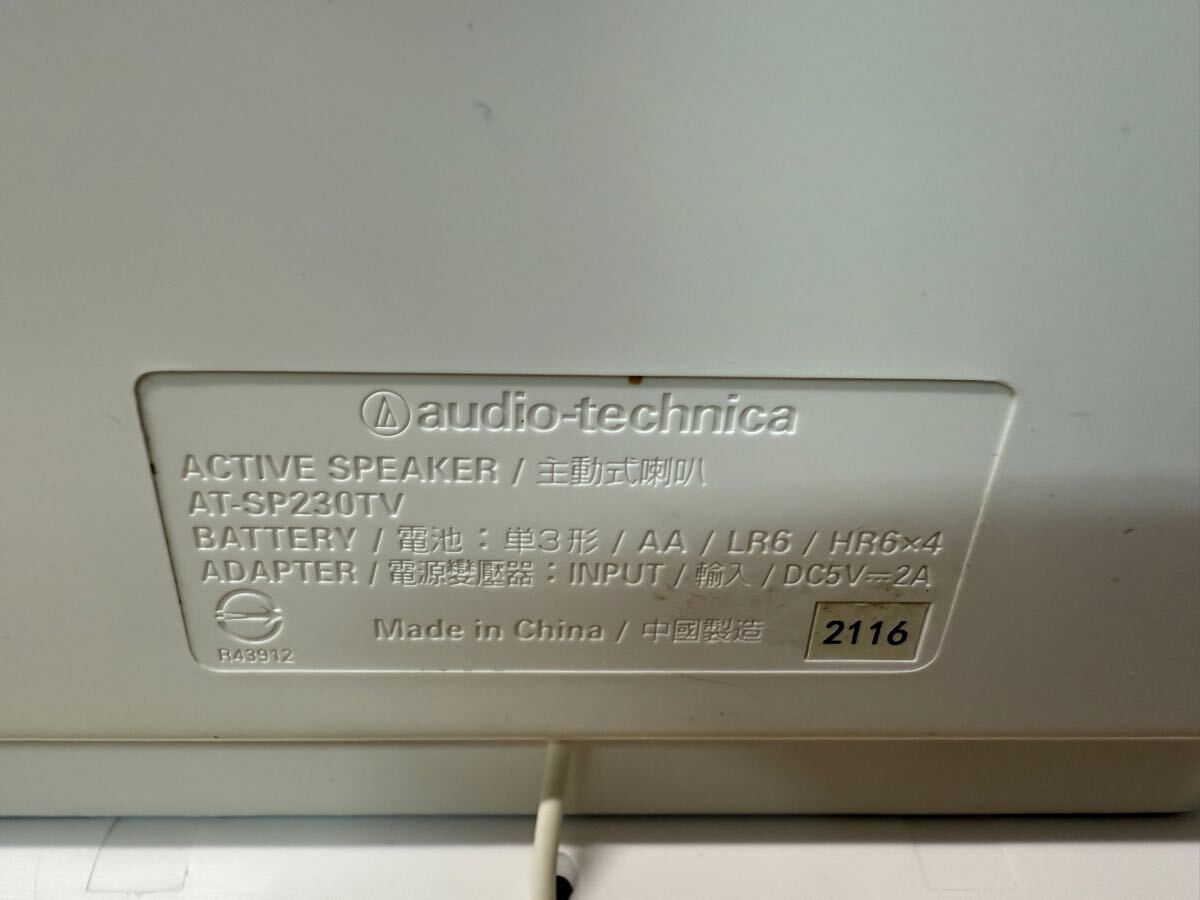 audio-technica
ACTIVE SPEAKER / 主動式喇叭
AT-SP230TV
BATTERY / 電池：単3形 / AA / LR6 / HR6×4
ADAPTER / 電源變壓器：INPUT / 輸入 / DC5V⎓2A
Made in China / 中國製造 2116
R43912